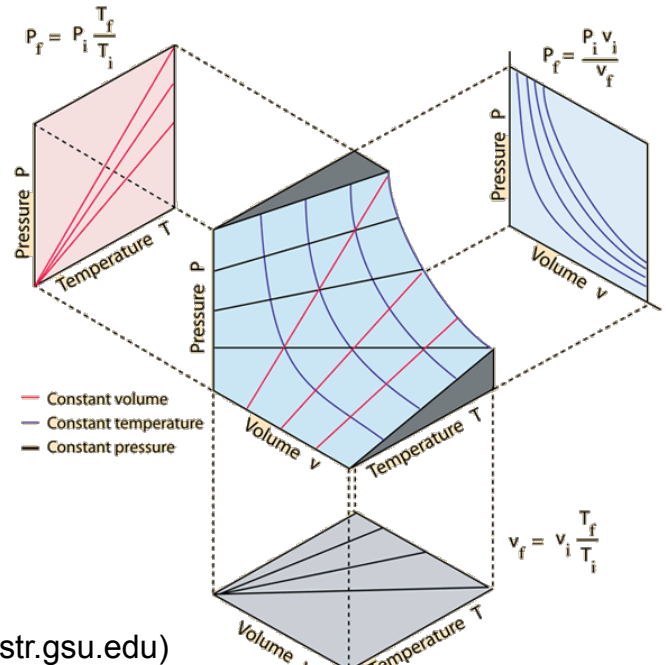 P_f = P_i T_f/T_i
P_f = P_i v_i/v_f
Pressure P
Temperature T
Pressure P
Volume v
Pressure P
Constant volume
Constant temperature
Constant pressure
Volume v
Temperature T
v_f = v_i T_f/T_i
Volume
Temperature T
str.gsu.edu)